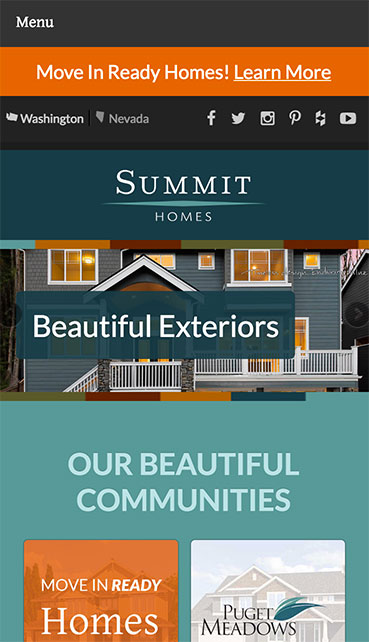 Menu
Move In Ready Homes! Learn More
Washington Nevada
SUMMIT
HOMES
Beautiful Exteriors
OUR BEAUTIFUL
COMMUNITIES
MOVE IN READY
Homes
PUGET
MEADOWS